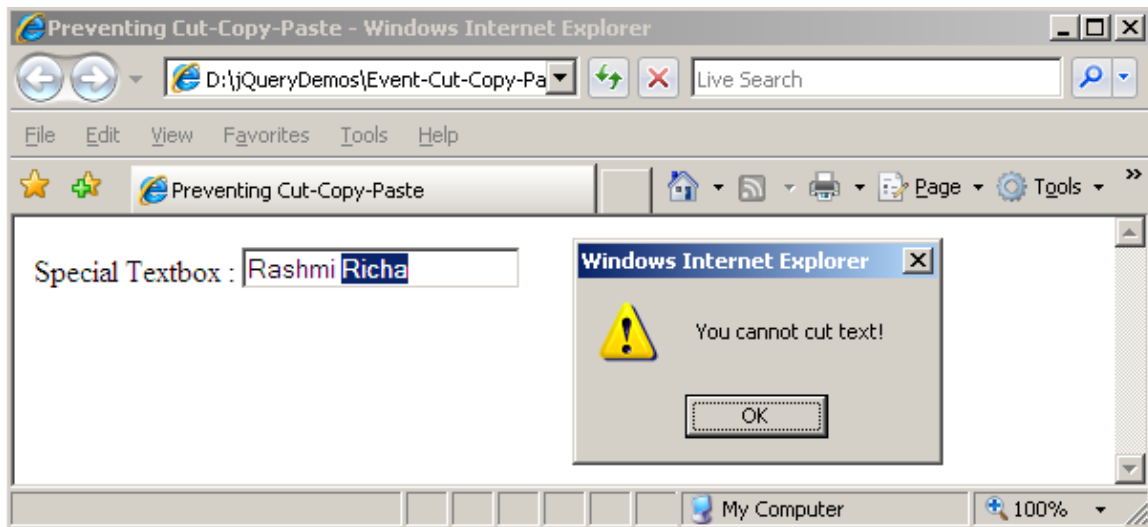 Preventing Cut-Copy-Paste - Windows Internet Explorer
D:\jQueryDemos\Event-Cut-Copy-Pa
Live Search
File Edit View Favorites Tools Help
Preventing Cut-Copy-Paste
Page Tools »
Special Textbox : Rashmi Richa
Windows Internet Explorer
You cannot cut text!
OK
My Computer 100%